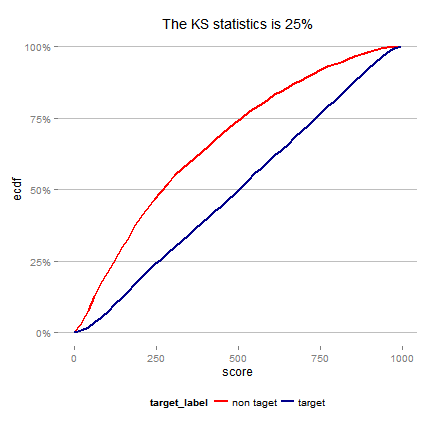 The KS statistics is 25%
100%
75%
50%
25%
0%
ecdf
0 250 500 750 1000
score
target_label non taget target